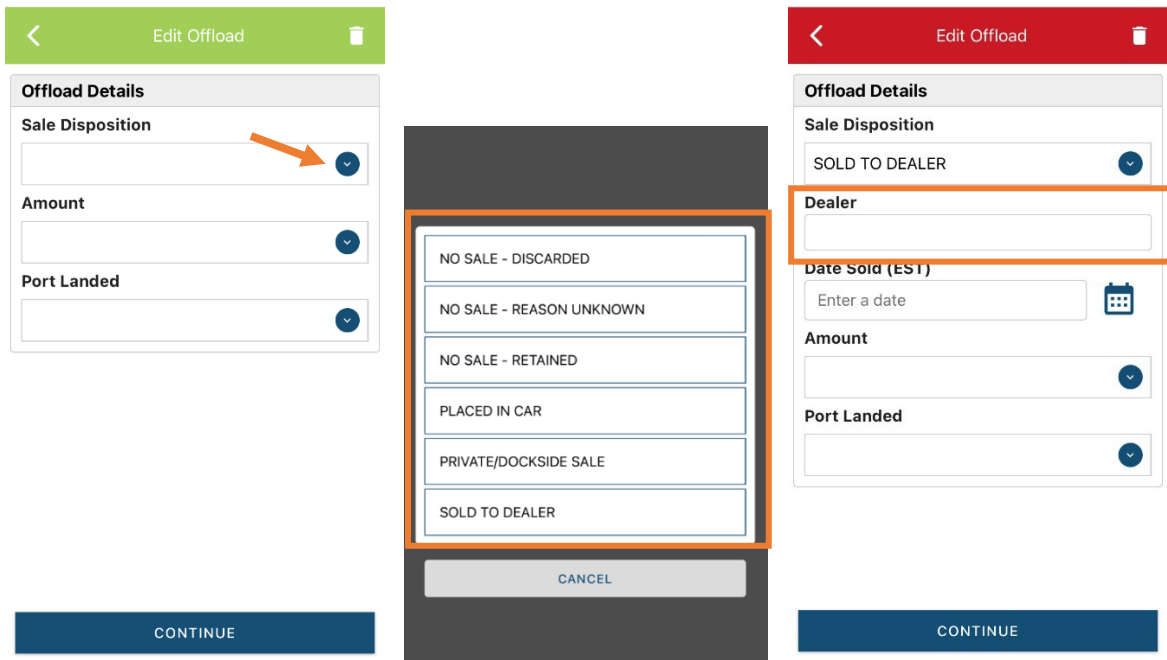 Edit Offload
Offload Details
Sale Disposition
Amount
Port Landed
CONTINUE
NO SALE - DISCARDED
NO SALE - REASON UNKNOWN
NO SALE - RETAINED
PLACED IN CAR
PRIVATE/DOCKSIDE SALE
SOLD TO DEALER
CANCEL
Edit Offload
Offload Details
Sale Disposition
SOLD TO DEALER
Dealer
Date Sold (EST)
Enter a date
Amount
Port Landed
CONTINUE